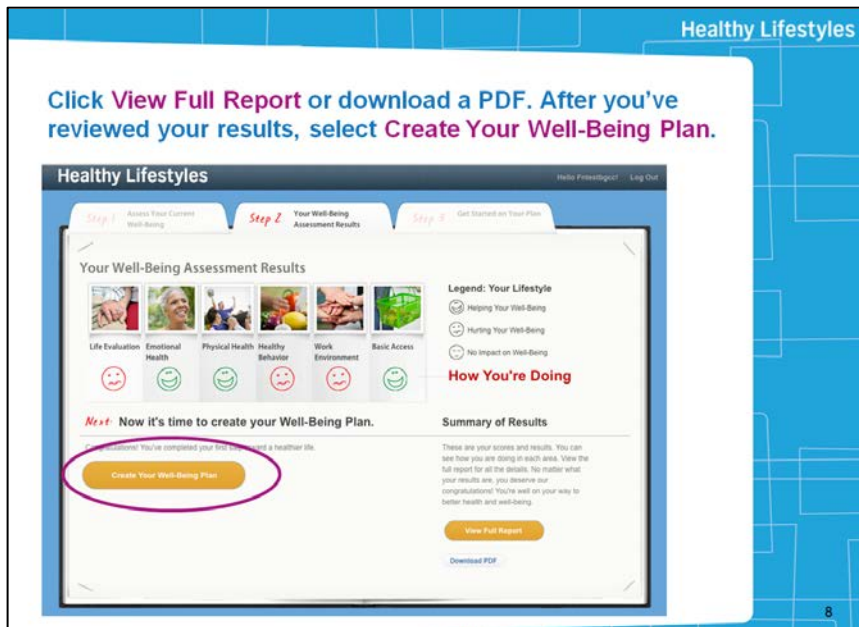 Healthy Lifestyles
Click View Full Report or download a PDF. After you've
reviewed your results, select Create Your Well-Being Plan.
Healthy Lifestyles
Log Out
Step 1
Assess Your Current
Well-Being
Step 2
Your Well-Being
Assessment Results
Step 3
Get Started on Your Plan
Your Well-Being Assessment Results
Life Evaluation
Emotional
Health
Physical Health
Healthy
Behavior
Work
Environment
Basic Access
Legend: Your Lifestyle
Helping Your Well-Being
Hurting Your Well-Being
No Impact on Well-Being
How You're Doing
Next: Now it's time to create your Well-Being Plan.
Congratulations! You've completed your first step toward a healthier life.
Create Your Well-Being Plan
Summary of Results
These are your scores and results. You can
see how you are doing in each area. View the
full report for all the details. No matter what
your results are, you deserve our
congratulations! You're well on your way to
better health and well-being.
View Full Report
Download PDF
8